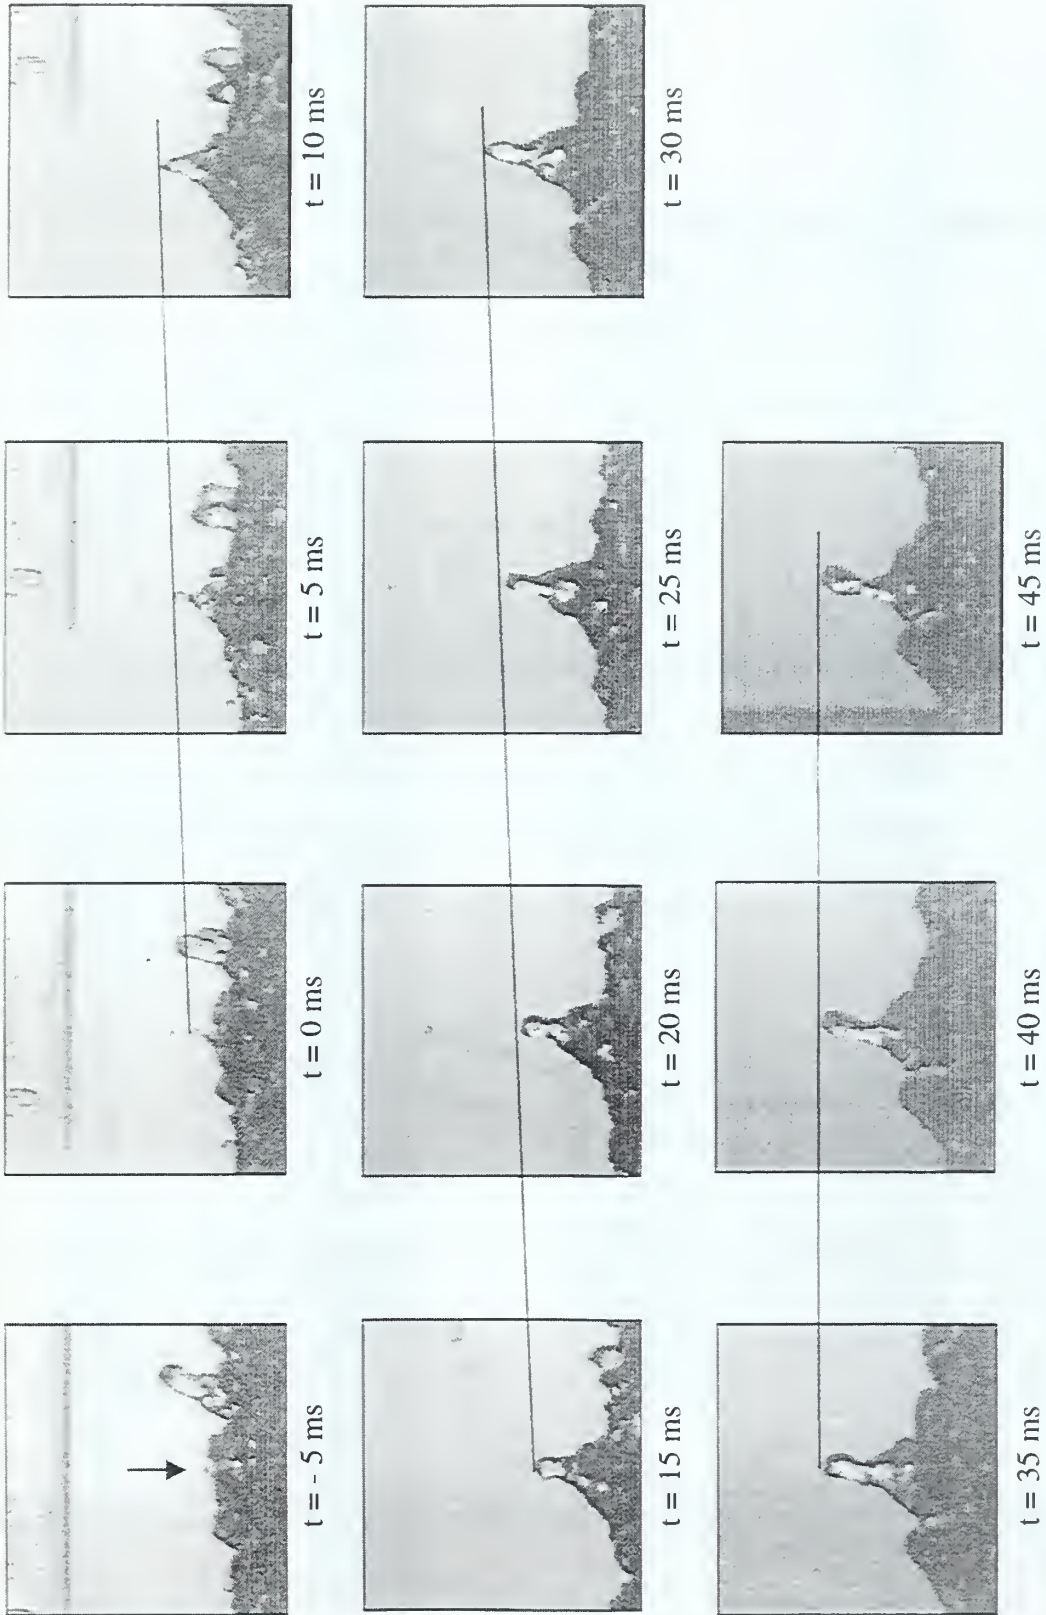 t = - 5 ms
t = 0 ms
t = 5 ms
t = 10 ms
t = 15 ms
t = 20 ms
t = 25 ms
t = 30 ms
t = 35 ms
t = 40 ms
t = 45 ms